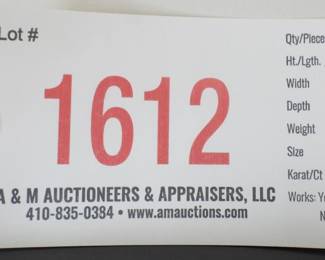 Lot #
1612
A & M AUCTIONEERS & APPRAISERS, LLC
410-835-0384 • www.amauctions.com
Qty/Piece
Ht./Lgth.
Width
Depth
Weight
Size
Karat/Ct
Works: